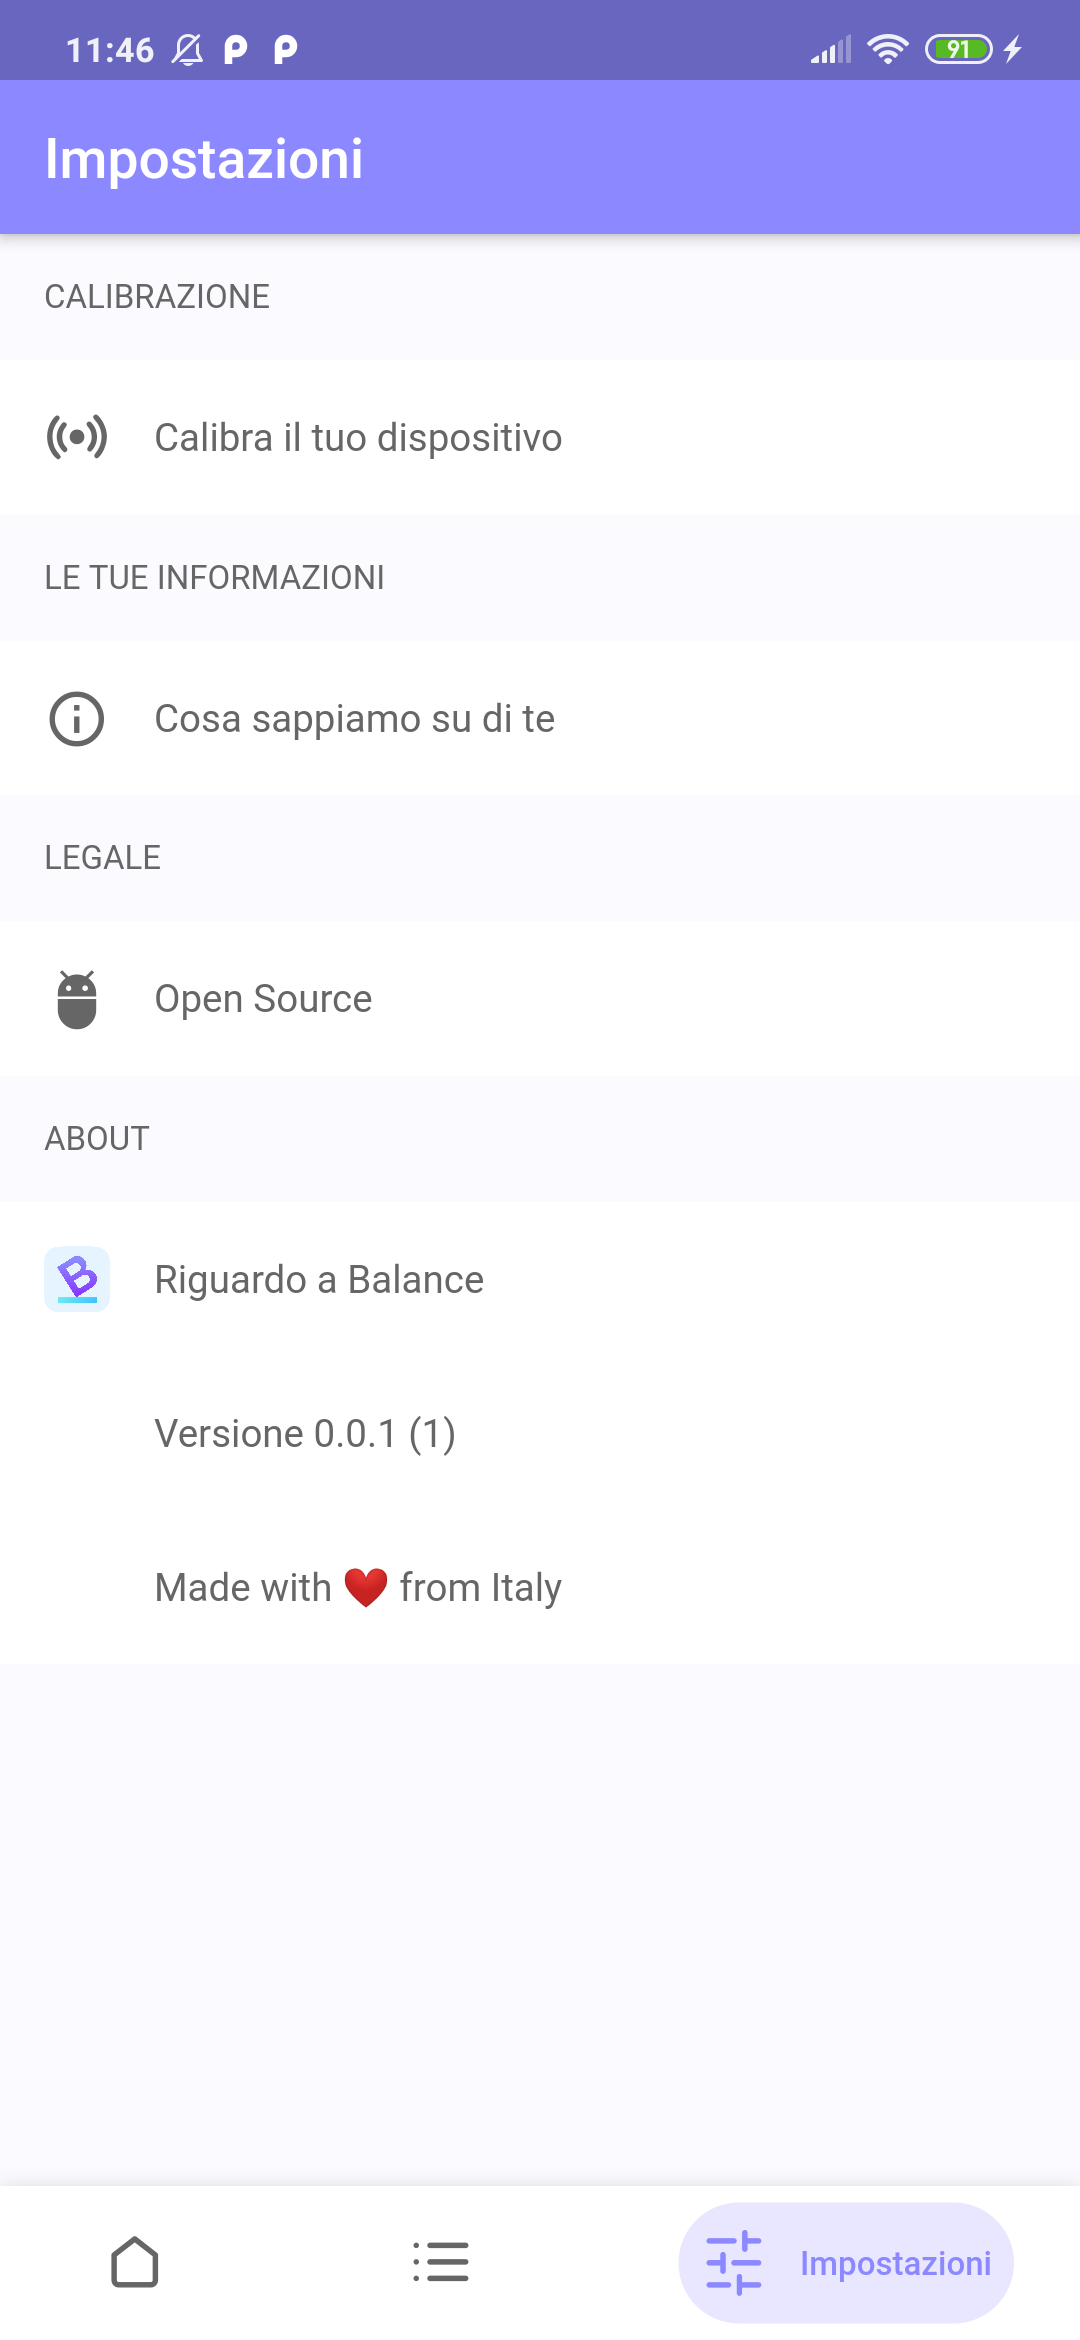 11:46
91
Impostazioni
CALIBRAZIONE
Calibra il tuo dispositivo
LE TUE INFORMAZIONI
Cosa sappiamo su di te
LEGALE
Open Source
ABOUT
B
Riguardo a Balance
Versione 0.0.1 (1)
Made with ❤️ from Italy
Impostazioni